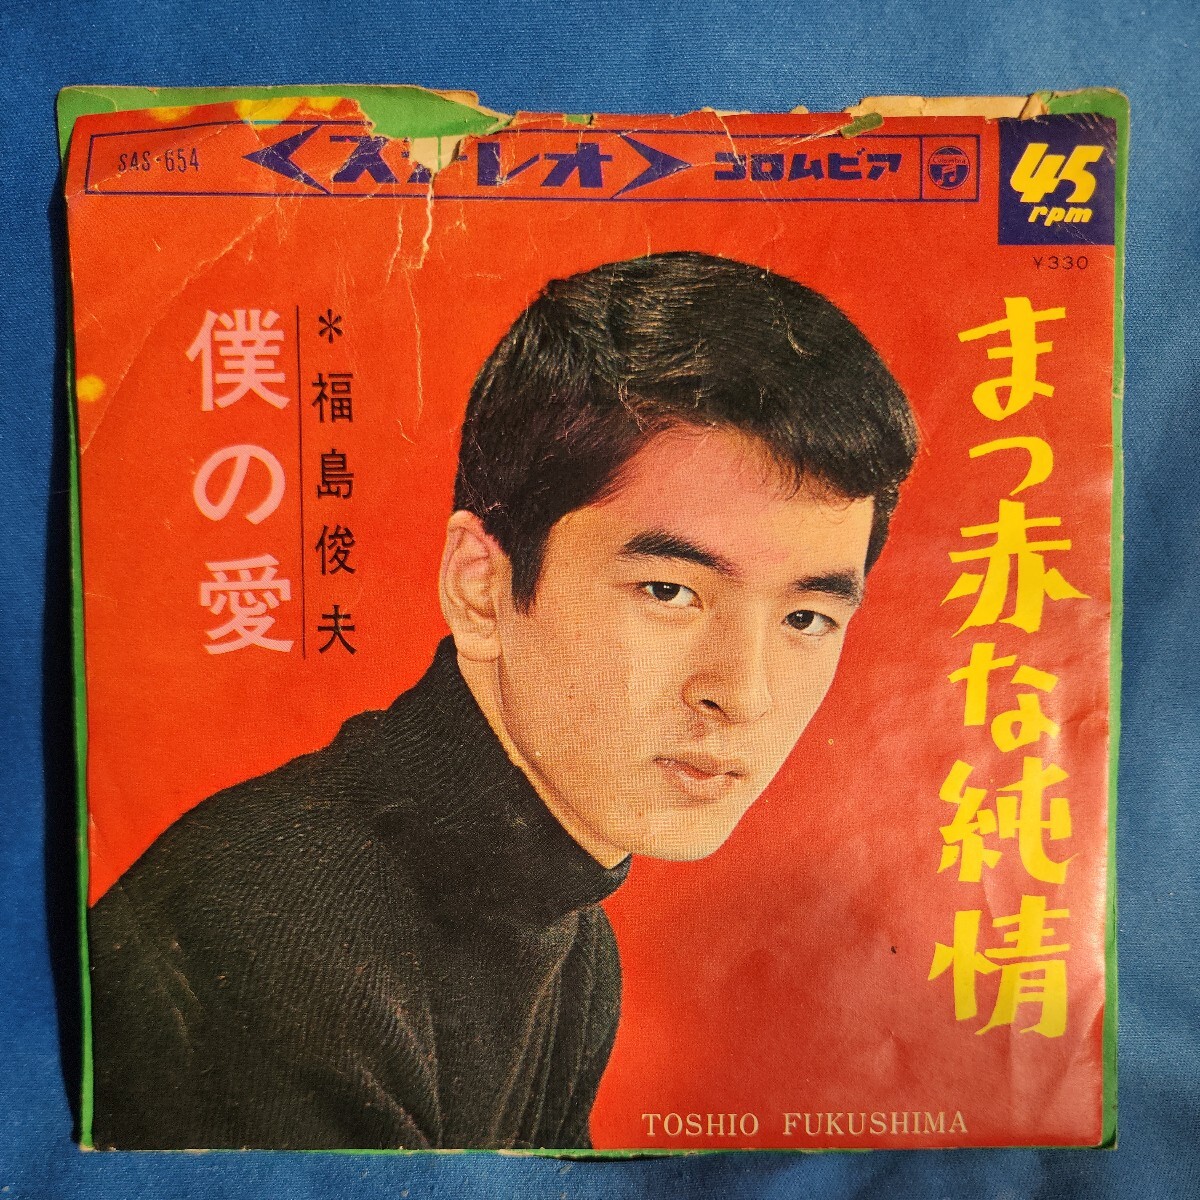 SAS-654
〈ステレオ〉
コロムビア
Columbia
45
rpm
￥330
まっ赤な純情
＊福島俊夫
僕の愛
TOSHIO FUKUSHIMA